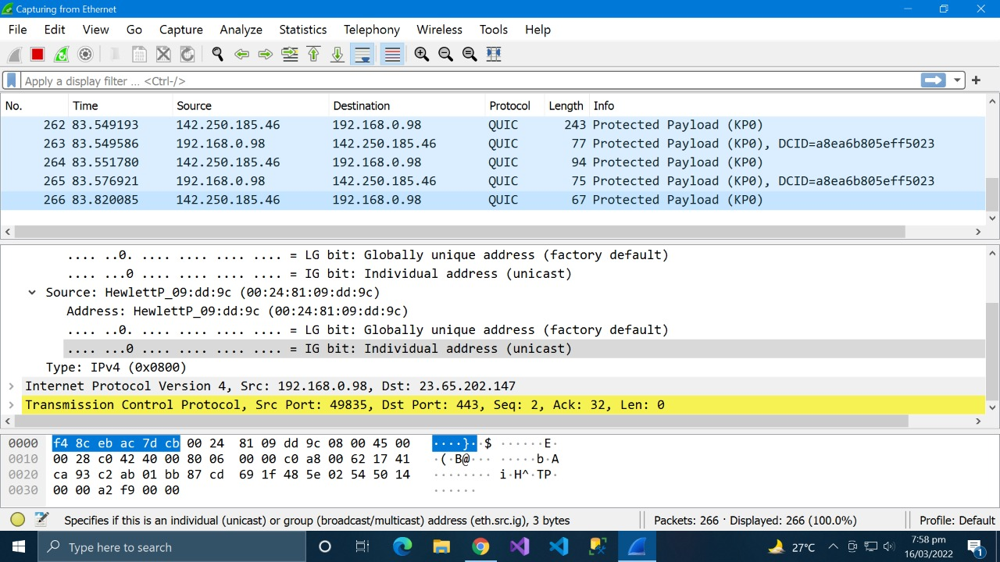 Capturing from Ethernet
File Edit View Go Capture Analyze Statistics Telephony Wireless Tools Help
Apply a display filter ... <Ctrl-/>
No. Time Source Destination Protocol Length Info
262 83.549193 142.250.185.46 192.168.0.98 QUIC 243 Protected Payload (KP0)
263 83.549586 192.168.0.98 142.250.185.46 QUIC 77 Protected Payload (KP0), DCID=a8ea6b805eff5023
264 83.551780 142.250.185.46 192.168.0.98 QUIC 94 Protected Payload (KP0)
265 83.576921 192.168.0.98 142.250.185.46 QUIC 75 Protected Payload (KP0), DCID=a8ea6b805eff5023
266 83.820085 142.250.185.46 192.168.0.98 QUIC 67 Protected Payload (KP0)
.... ..0. .... .... .... .... = LG bit: Globally unique address (factory default)
.... ...0 .... .... .... .... = IG bit: Individual address (unicast)
Source: HewlettP_09:dd:9c (00:24:81:09:dd:9c)
Address: HewlettP_09:dd:9c (00:24:81:09:dd:9c)
.... ..0. .... .... .... .... = LG bit: Globally unique address (factory default)
.... ...0 .... .... .... .... = IG bit: Individual address (unicast)
Type: IPv4 (0x0800)
Internet Protocol Version 4, Src: 192.168.0.98, Dst: 23.65.202.147
Transmission Control Protocol, Src Port: 49835, Dst Port: 443, Seq: 2, Ack: 32, Len: 0
0000 f4 8c eb ac 7d cb 00 24 81 09 dd 9c 08 00 45 00 ····}··$ ······E·
0010 00 28 c0 42 40 00 80 06 00 00 c0 a8 00 62 17 41 ·(·B@··· ·····b·A
0020 ca 93 c2 ab 01 bb 87 cd 69 1f 48 5e 02 54 50 14 ········ i·H^·TP·
0030 00 00 a2 f9 00 00 ······
Specifies if this is an individual (unicast) or group (broadcast/multicast) address (eth.src.ig), 3 bytes Packets: 266 · Displayed: 266 (100.0%) Profile: Default
Type here to search 27°C 7:58 pm
16/03/2022 1